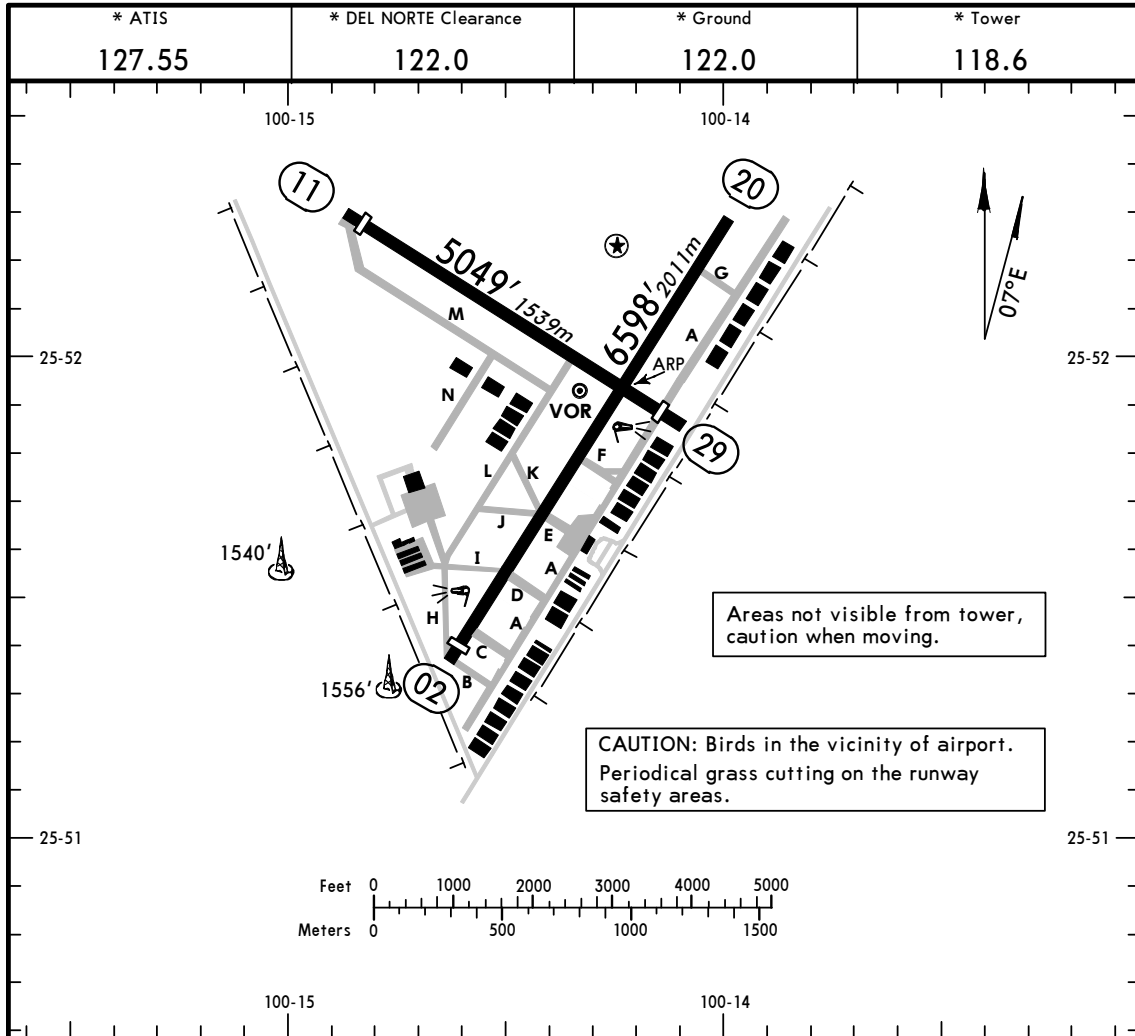 * ATIS
127.55
* DEL NORTE Clearance
122.0
* Ground
122.0
* Tower
118.6
100-15
100-14
11
20
5049' 1539m
6598' 2011m
G
07°E
M
A
25-52
25-52
ARP
N
VOR
29
F
L
K
J
E
1540'
I
A
D
H
A
Areas not visible from tower,
caution when moving.
C
B
1556'
02
CAUTION: Birds in the vicinity of airport.
Periodical grass cutting on the runway
safety areas.
25-51
25-51
Feet 0 1000 2000 3000 4000 5000
Meters 0 500 1000 1500
100-15
100-14